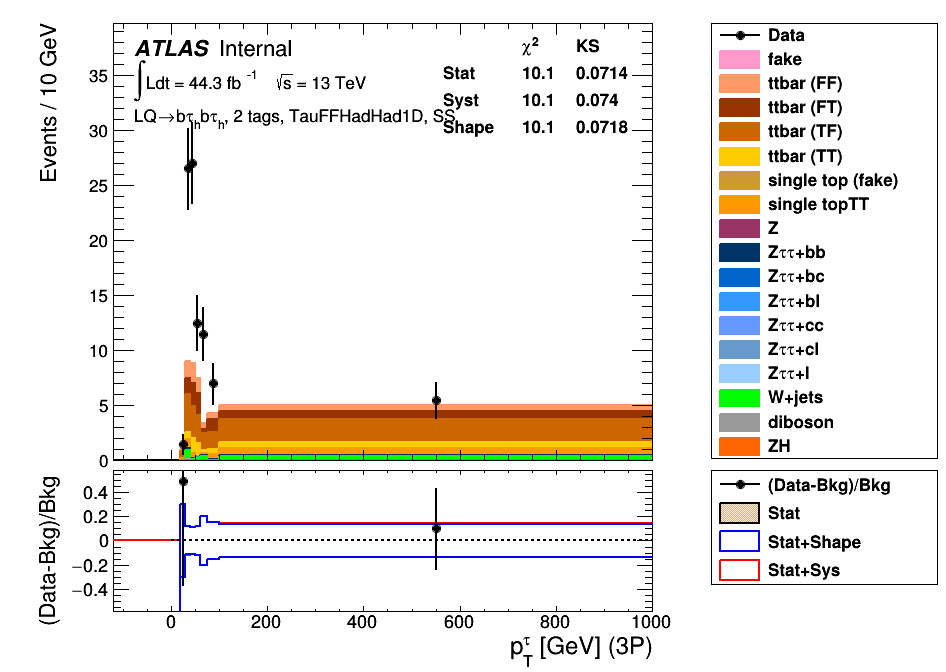 ATLAS Internal
∫Ldt = 44.3 fb⁻¹ √s = 13 TeV
LQ→bτₕbτₕ, 2 tags, TauFFHadHad1D, SS,
χ² KS
Stat 10.1 0.0714
Syst 10.1 0.074
Shape 10.1 0.0718
Events / 10 GeV
35
30
25
20
15
10
5
0
Data
fake
ttbar (FF)
ttbar (FT)
ttbar (TF)
ttbar (TT)
single top (fake)
single topTT
Z
Zττ+bb
Zττ+bc
Zττ+bl
Zττ+cc
Zττ+cl
Zττ+l
W+jets
diboson
ZH
(Data-Bkg)/Bkg
0.4
0.2
0
−0.2
−0.4
0 200 400 600 800 1000
p_T^τ [GeV] (3P)
(Data-Bkg)/Bkg
Stat
Stat+Shape
Stat+Sys